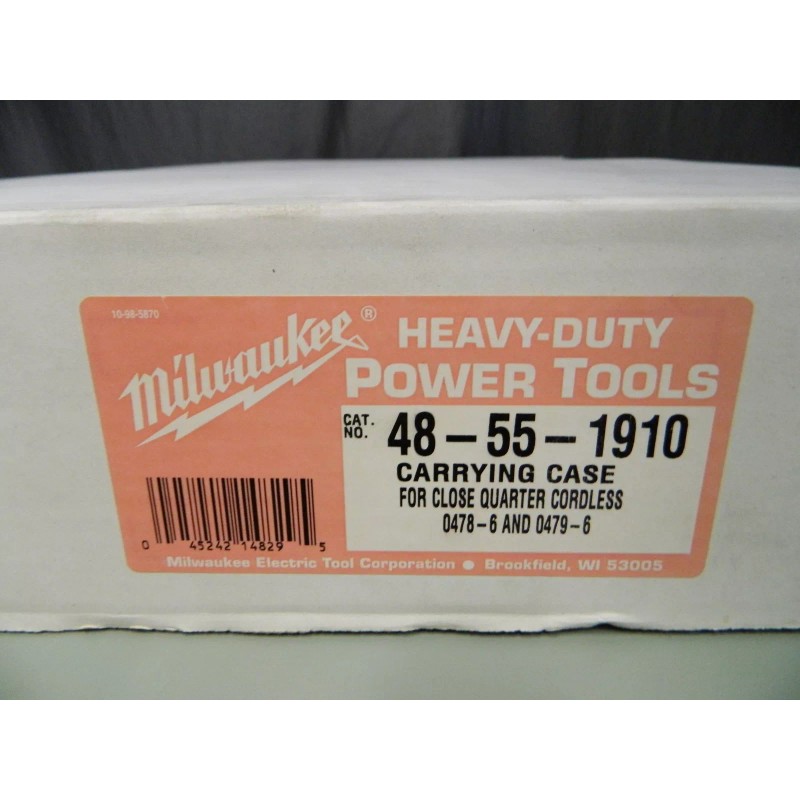 10-98-5870
Milwaukee®
HEAVY-DUTY
POWER TOOLS
CAT. NO. 48-55-1910
CARRYING CASE
FOR CLOSE QUARTER CORDLESS
0478-6 AND 0479-6
0 45242 14829 5
Milwaukee Electric Tool Corporation ● Brookfield, WI 53005